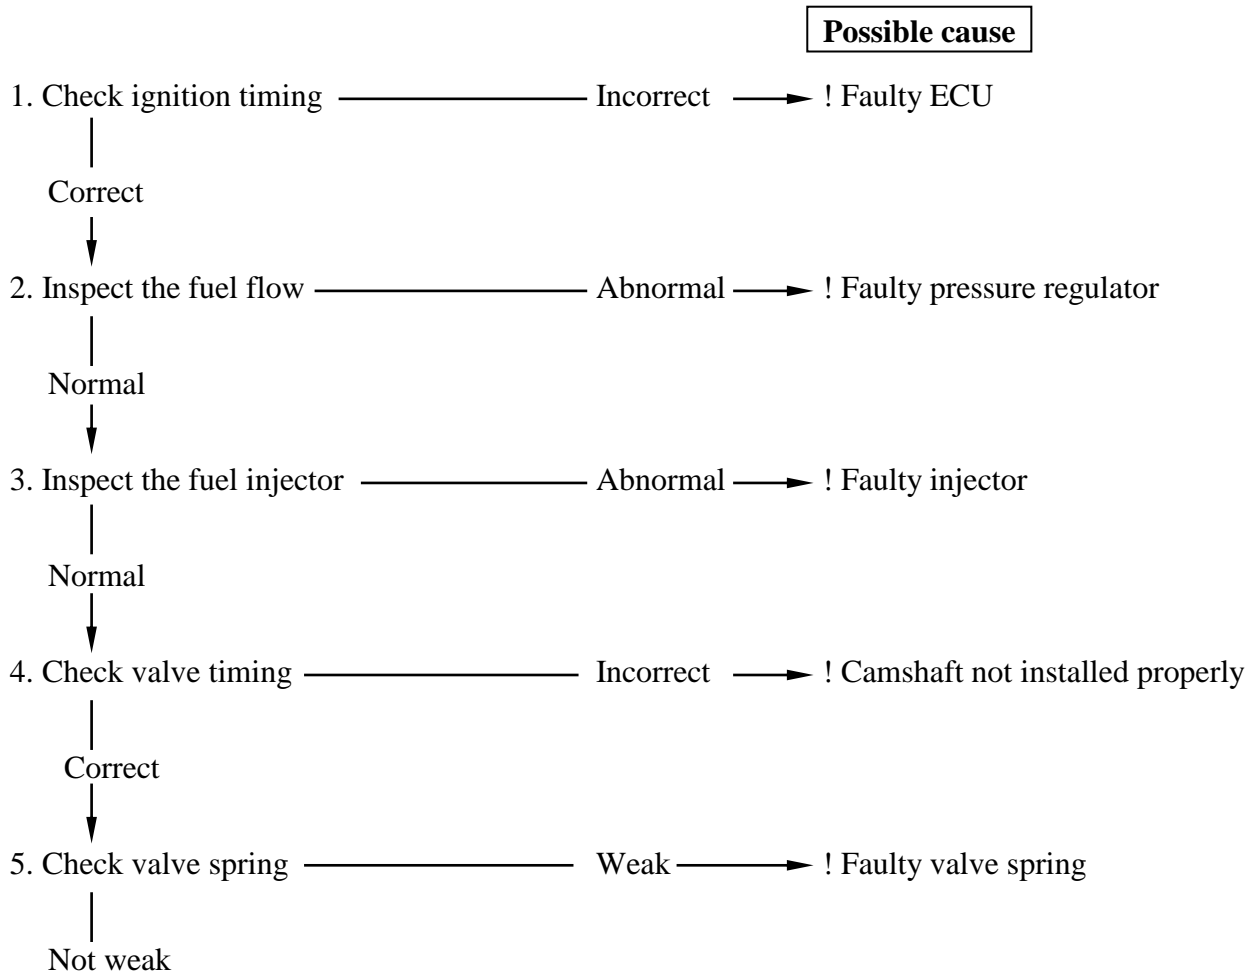 Possible cause
1. Check ignition timing Incorrect ! Faulty ECU
Correct
2. Inspect the fuel flow Abnormal ! Faulty pressure regulator
Normal
3. Inspect the fuel injector Abnormal ! Faulty injector
Normal
4. Check valve timing Incorrect ! Camshaft not installed properly
Correct
5. Check valve spring Weak ! Faulty valve spring
Not weak